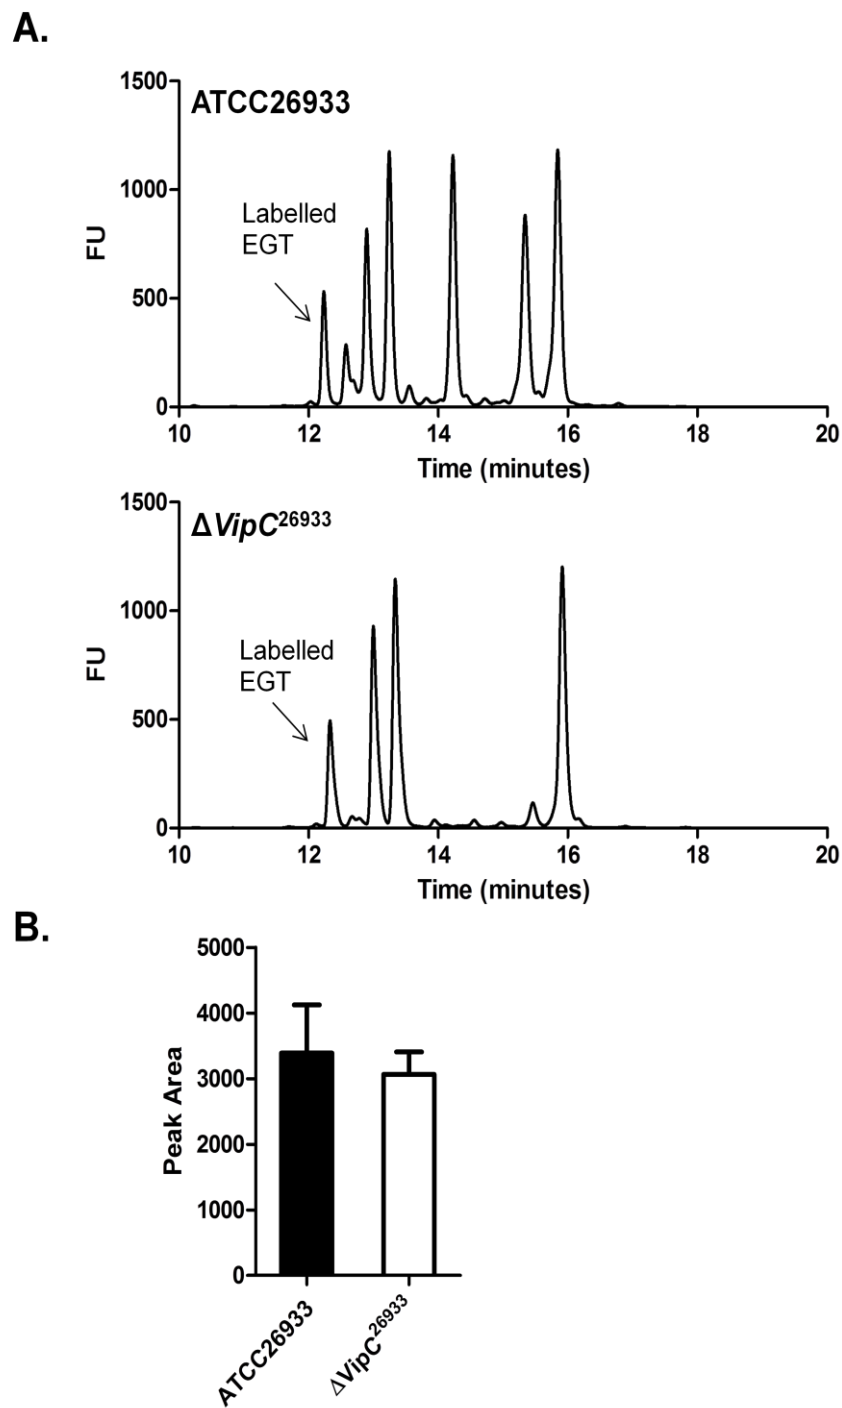 A.
1500
ATCC26933
1000
Labelled
EGT
FU
500
0
10 12 14 16 18 20
Time (minutes)
1500
ΔVipC²⁶⁹³³
1000
Labelled
EGT
FU
500
0
10 12 14 16 18 20
Time (minutes)
B.
5000
4000
3000
Peak Area
2000
1000
0
ATCC26933
ΔVipC²⁶⁹³³